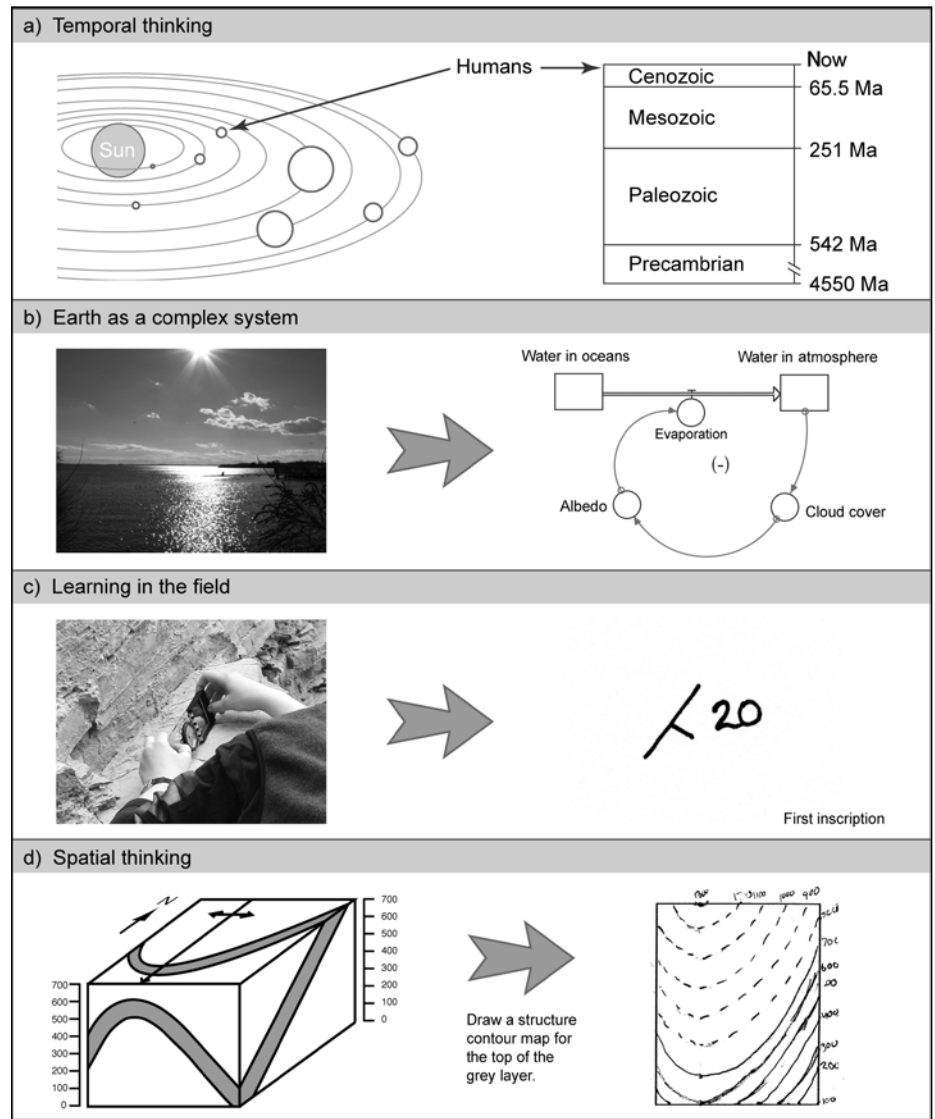 a) Temporal thinking
Sun
Humans
Cenozoic
Mesozoic
Paleozoic
Precambrian
Now
65.5 Ma
251 Ma
542 Ma
4550 Ma
b) Earth as a complex system
Water in oceans
Water in atmosphere
Evaporation
(-)
Albedo
Cloud cover
c) Learning in the field
20
First inscription
d) Spatial thinking
N
700
600
500
400
300
200
100
0
700
600
500
400
300
200
100
0
Draw a structure
contour map for
the top of the
grey layer.
1100 1000 900
700
600
300
200
100